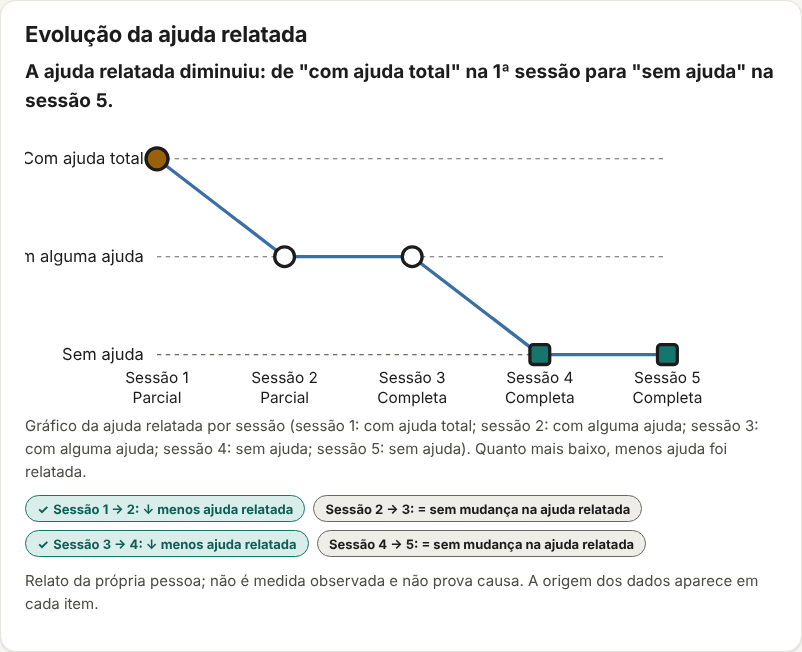 Evolução da ajuda relatada
A ajuda relatada diminuiu: de "com ajuda total" na 1ª sessão para "sem ajuda" na
sessão 5.
Com ajuda total
m alguma ajuda
Sem ajuda
Sessão 1 Sessão 2 Sessão 3 Sessão 4 Sessão 5
Parcial Parcial Completa Completa Completa
Gráfico da ajuda relatada por sessão (sessão 1: com ajuda total; sessão 2: com alguma ajuda; sessão 3:
com alguma ajuda; sessão 4: sem ajuda; sessão 5: sem ajuda). Quanto mais baixo, menos ajuda foi
relatada.
✓ Sessão 1 → 2: ↓ menos ajuda relatada Sessão 2 → 3: = sem mudança na ajuda relatada
✓ Sessão 3 → 4: ↓ menos ajuda relatada Sessão 4 → 5: = sem mudança na ajuda relatada
Relato da própria pessoa; não é medida observada e não prova causa. A origem dos dados aparece em
cada item.